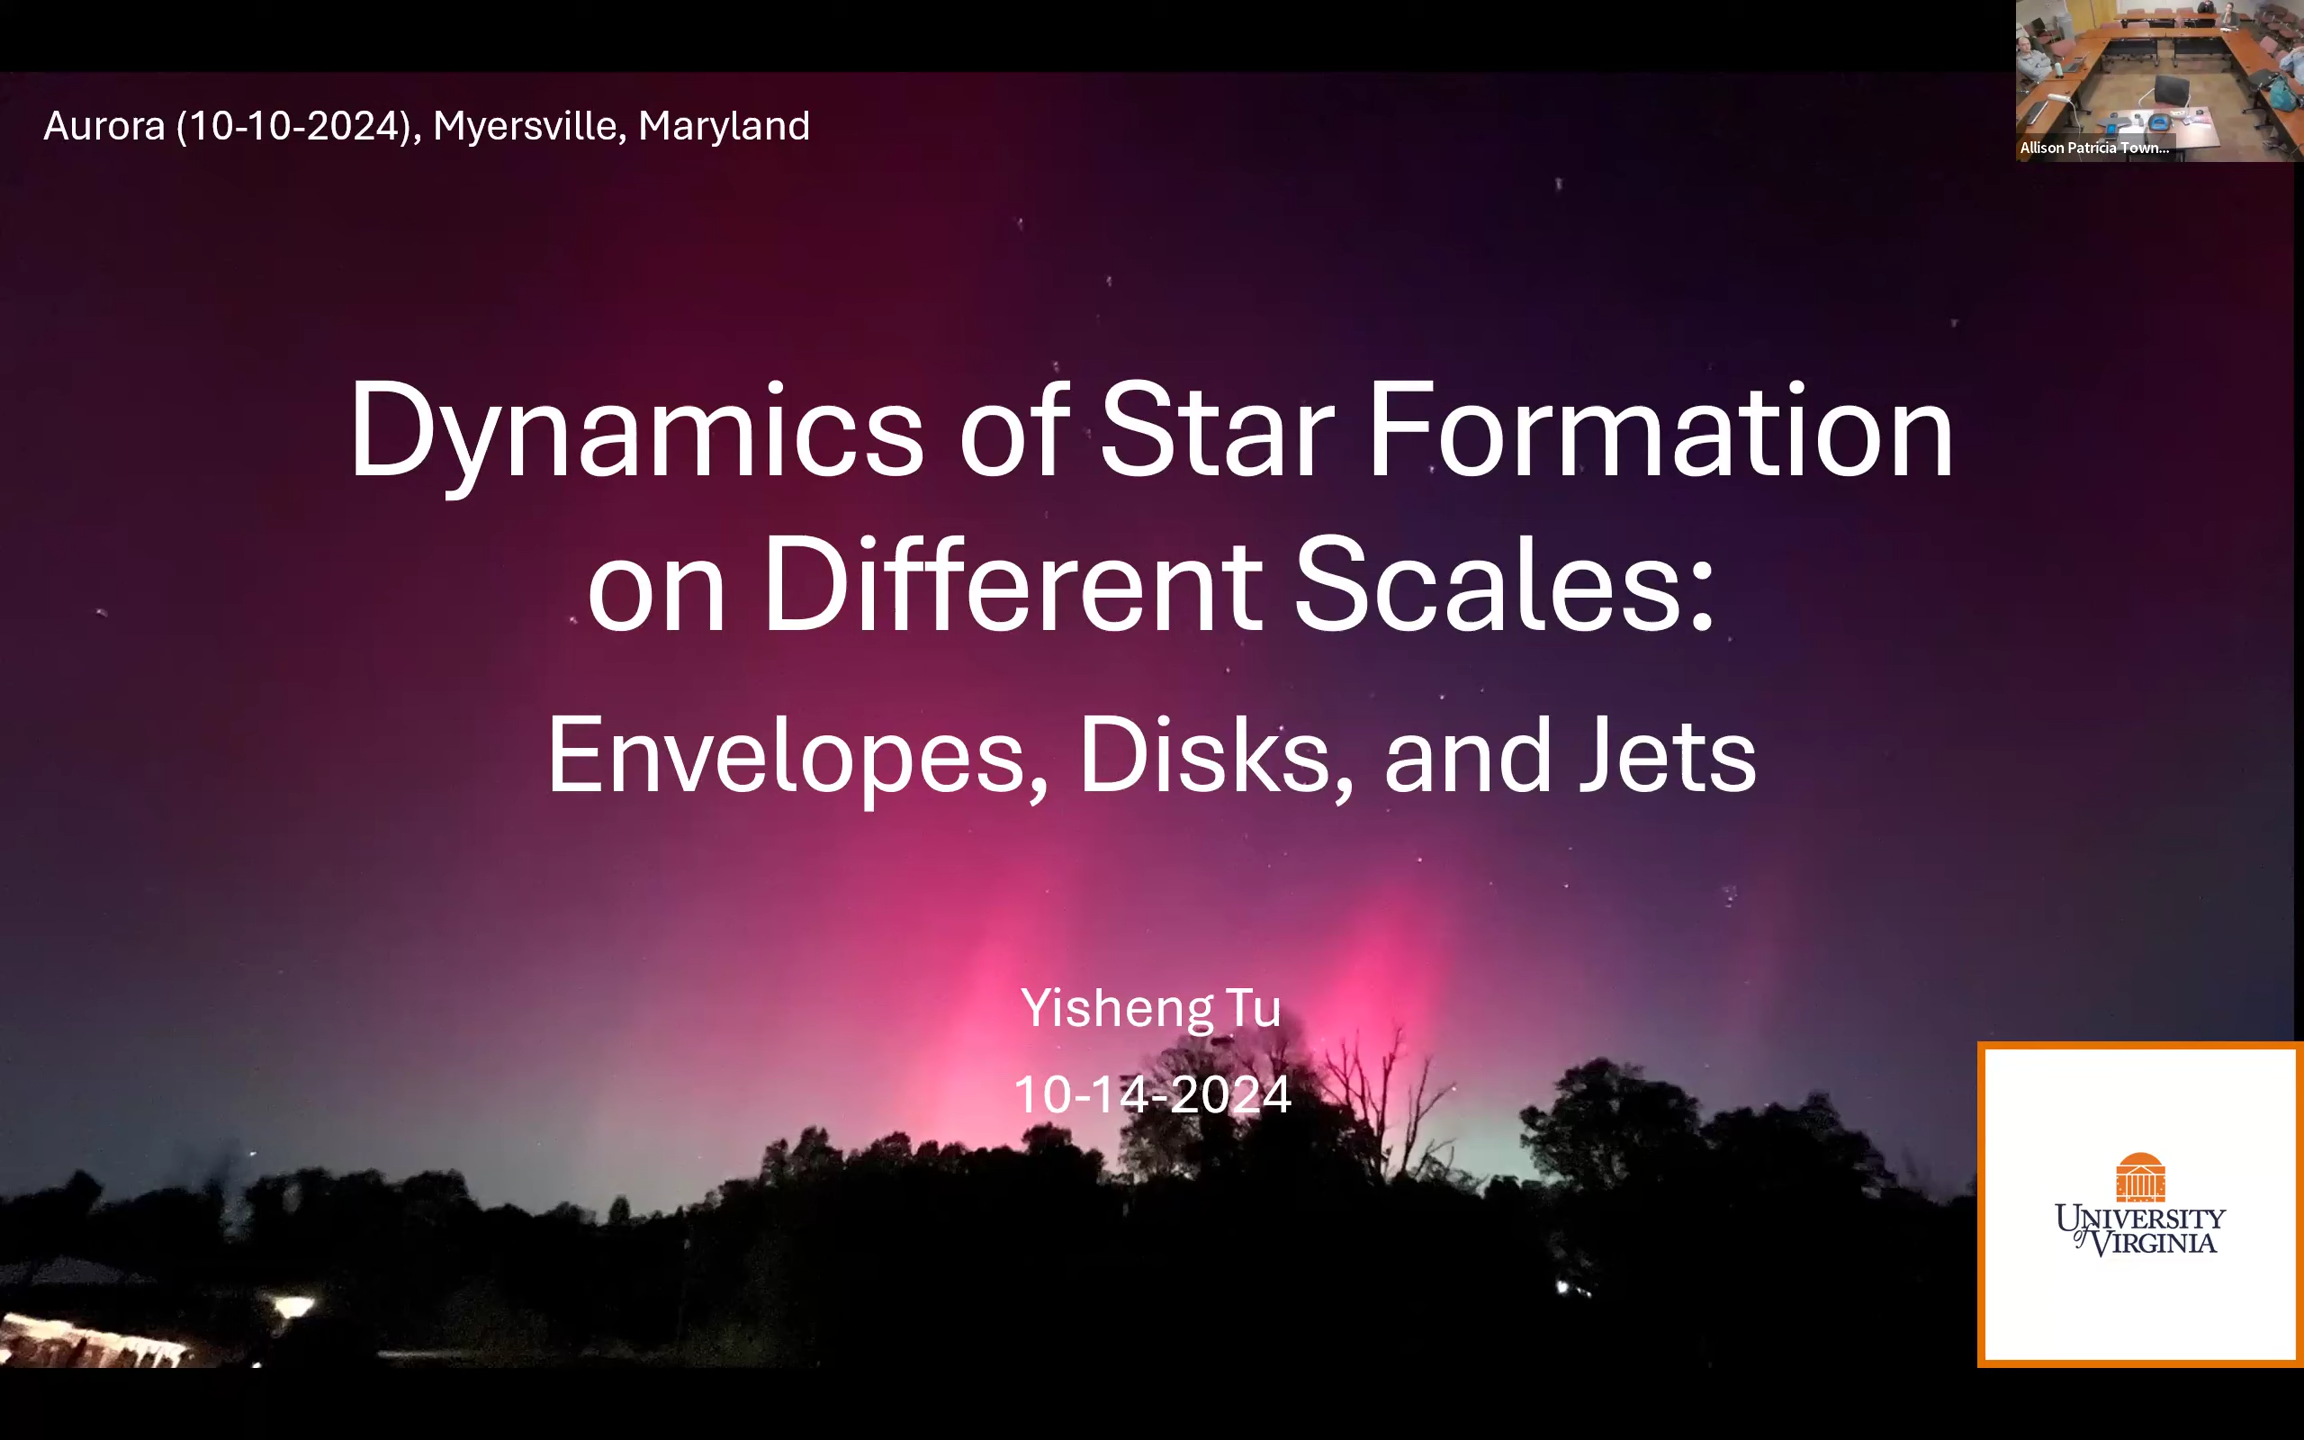 Aurora (10-10-2024), Myersville, Maryland
Allison Patricia Town...
Dynamics of Star Formation
on Different Scales:
Envelopes, Disks, and Jets
Yisheng Tu
10-14-2024
UNIVERSITY
of VIRGINIA